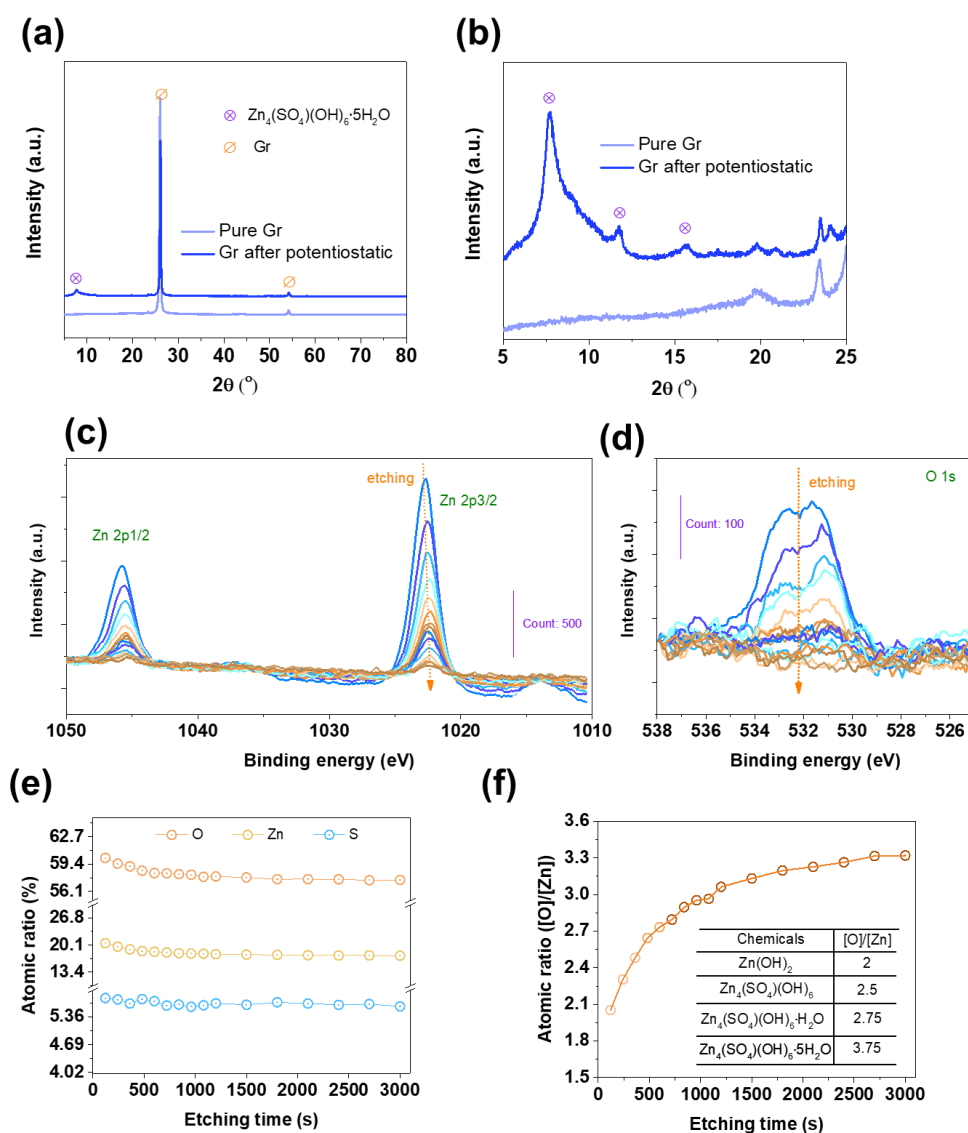 (a)
Intensity (a.u.)
Zn₄(SO₄)(OH)₆·5H₂O
Gr
Pure Gr
Gr after potentiostatic
10 20 30 40 50 60 70 80
2θ (°)
(b)
Intensity (a.u.)
Pure Gr
Gr after potentiostatic
5 10 15 20 25
2θ (°)
(c)
Intensity (a.u.)
etching
Zn 2p3/2
Zn 2p1/2
Count: 500
1050 1040 1030 1020 1010
Binding energy (eV)
(d)
Intensity (a.u.)
O 1s
etching
Count: 100
538 536 534 532 530 528 526
Binding energy (eV)
(e)
Atomic ratio (%)
O Zn S
62.7
59.4
56.1
26.8
20.1
13.4
5.36
4.69
4.02
0 500 1000 1500 2000 2500 3000
Etching time (s)
(f)
Atomic ratio ([O]/[Zn])
3.6
3.3
3.0
2.7
2.4
2.1
1.8
1.5
Chemicals [O]/[Zn]
Zn(OH)₂ 2
Zn₄(SO₄)(OH)₆ 2.5
Zn₄(SO₄)(OH)₆·H₂O 2.75
Zn₄(SO₄)(OH)₆·5H₂O 3.75
0 500 1000 1500 2000 2500 3000
Etching time (s)